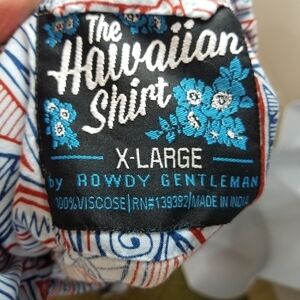 The
Hawaiian
Shirt
X-LARGE
by ROWDY GENTLEMAN
100% VISCOSE|RN#139392|MADE IN INDIA